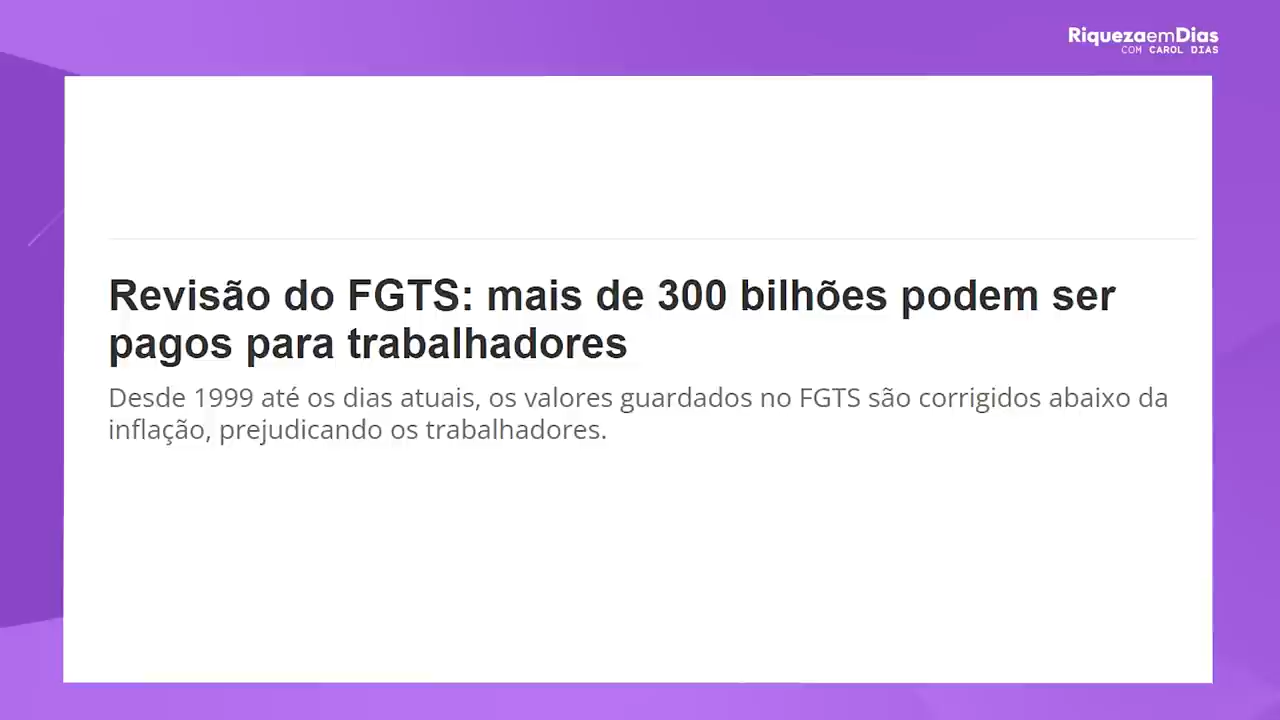 RiquezaemDias
COM CAROL DIAS
Revisão do FGTS: mais de 300 bilhões podem ser
pagos para trabalhadores
Desde 1999 até os dias atuais, os valores guardados no FGTS são corrigidos abaixo da
inflação, prejudicando os trabalhadores.